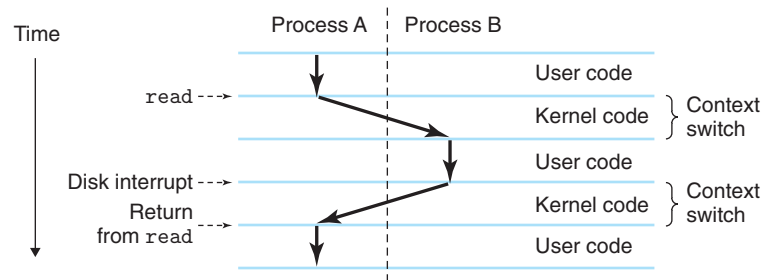 Process A Process B
Time
User code
read
Kernel code
Context
switch
User code
Disk interrupt
Kernel code
Context
switch
Return
from read
User code